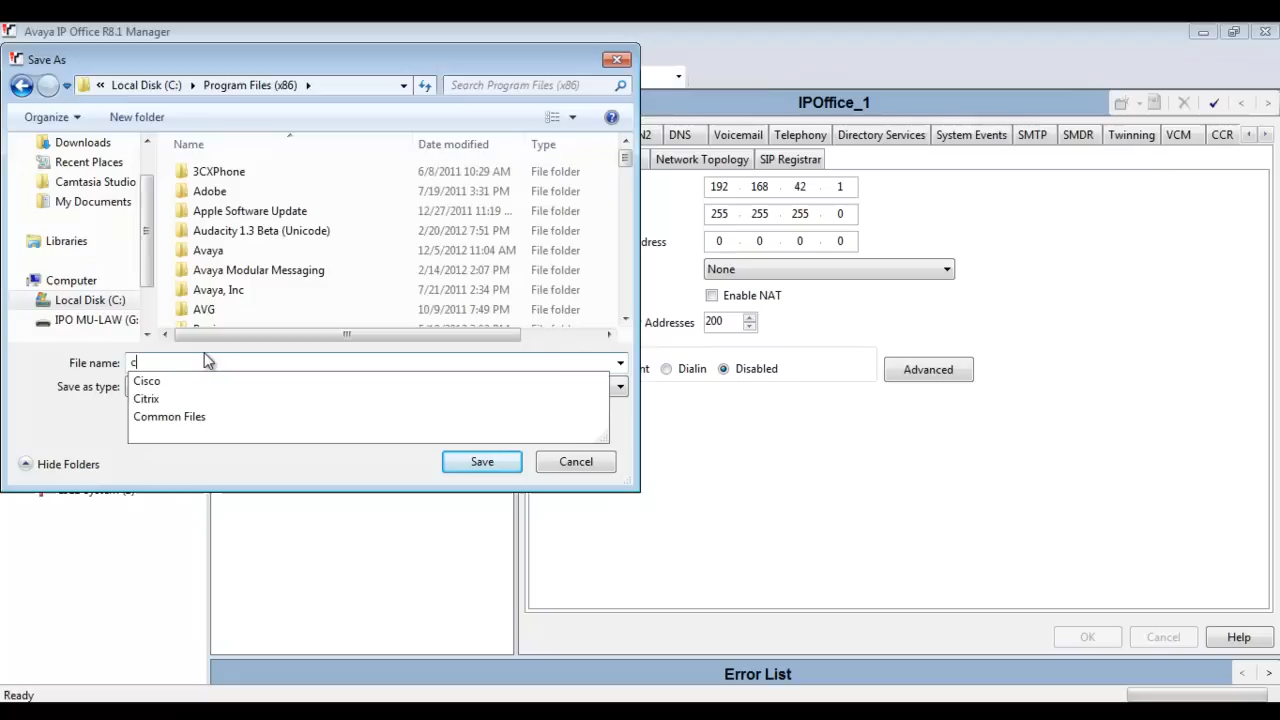 Avaya IP Office R8.1 Manager
Save As
« Local Disk (C:) Program Files (x86)
Search Program Files (x86)
Organize New folder
Downloads
Recent Places
Camtasia Studio
My Documents
Libraries
Computer
Local Disk (C:)
IPO MU-LAW (G:
Name Date modified Type
3CXPhone 6/8/2011 10:29 AM File folder
Adobe 7/19/2011 3:31 PM File folder
Apple Software Update 12/27/2011 11:19 ... File folder
Audacity 1.3 Beta (Unicode) 2/20/2012 7:51 PM File folder
Avaya 12/5/2012 11:04 AM File folder
Avaya Modular Messaging 2/14/2012 2:07 PM File folder
Avaya, Inc 7/21/2011 2:34 PM File folder
AVG 10/9/2011 7:49 PM File folder
File name: c
Save as type:
Cisco
Citrix
Common Files
Hide Folders
Save Cancel
IPOffice_1
N2 DNS Voicemail Telephony Directory Services System Events SMTP SMDR Twinning VCM CCR
Network Topology SIP Registrar
192 . 168 . 42 . 1
255 . 255 . 255 . 0
dress 0 . 0 . 0 . 0
None
Enable NAT
Addresses 200
nt Dialin Disabled
Advanced
OK Cancel Help
Error List
Ready